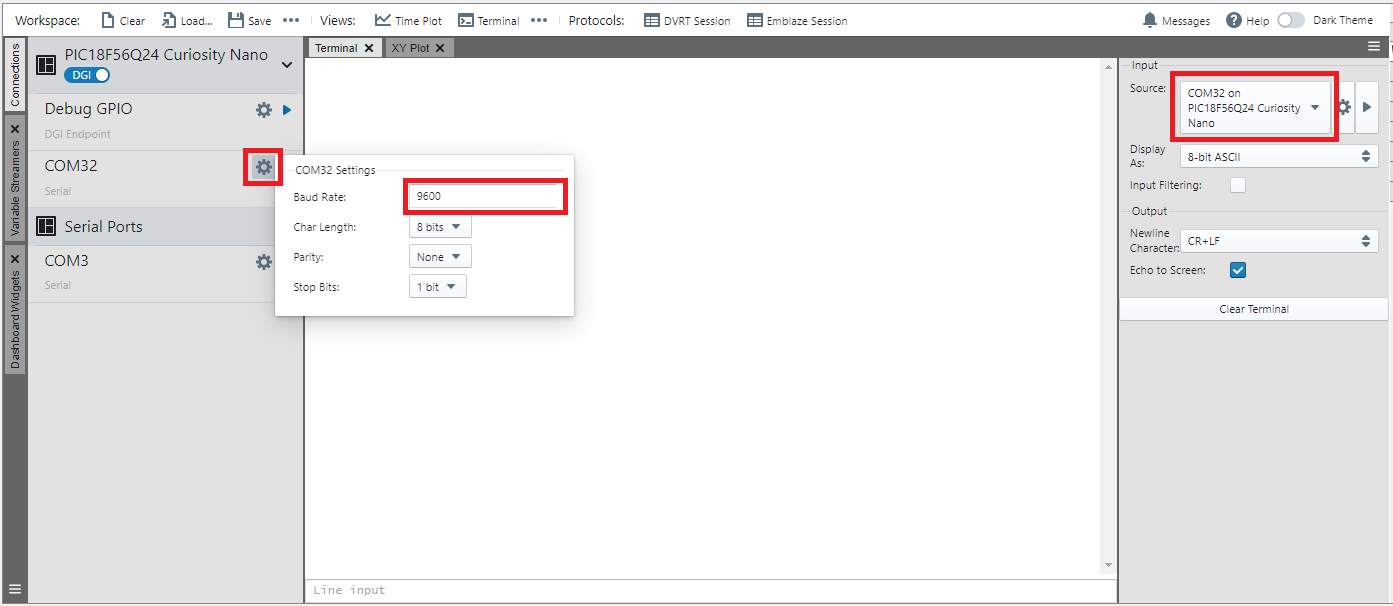 Workspace: Clear Load... Save Views: Time Plot Terminal Protocols: DVRT Session Emblaze Session Messages Help Dark Theme
Connections
Variable Streamers
Dashboard Widgets
PIC18F56Q24 Curiosity Nano
DGI
Debug GPIO
DGI Endpoint
COM32
Serial
Serial Ports
COM3
Serial
COM32 Settings
Baud Rate: 9600
Char Length: 8 bits
Parity: None
Stop Bits: 1 bit
Terminal XY Plot
Line input
Input
Source: COM32 on
PIC18F56Q24 Curiosity
Nano
Display
As: 8-bit ASCII
Input Filtering:
Output
Newline
Character: CR+LF
Echo to Screen:
Clear Terminal